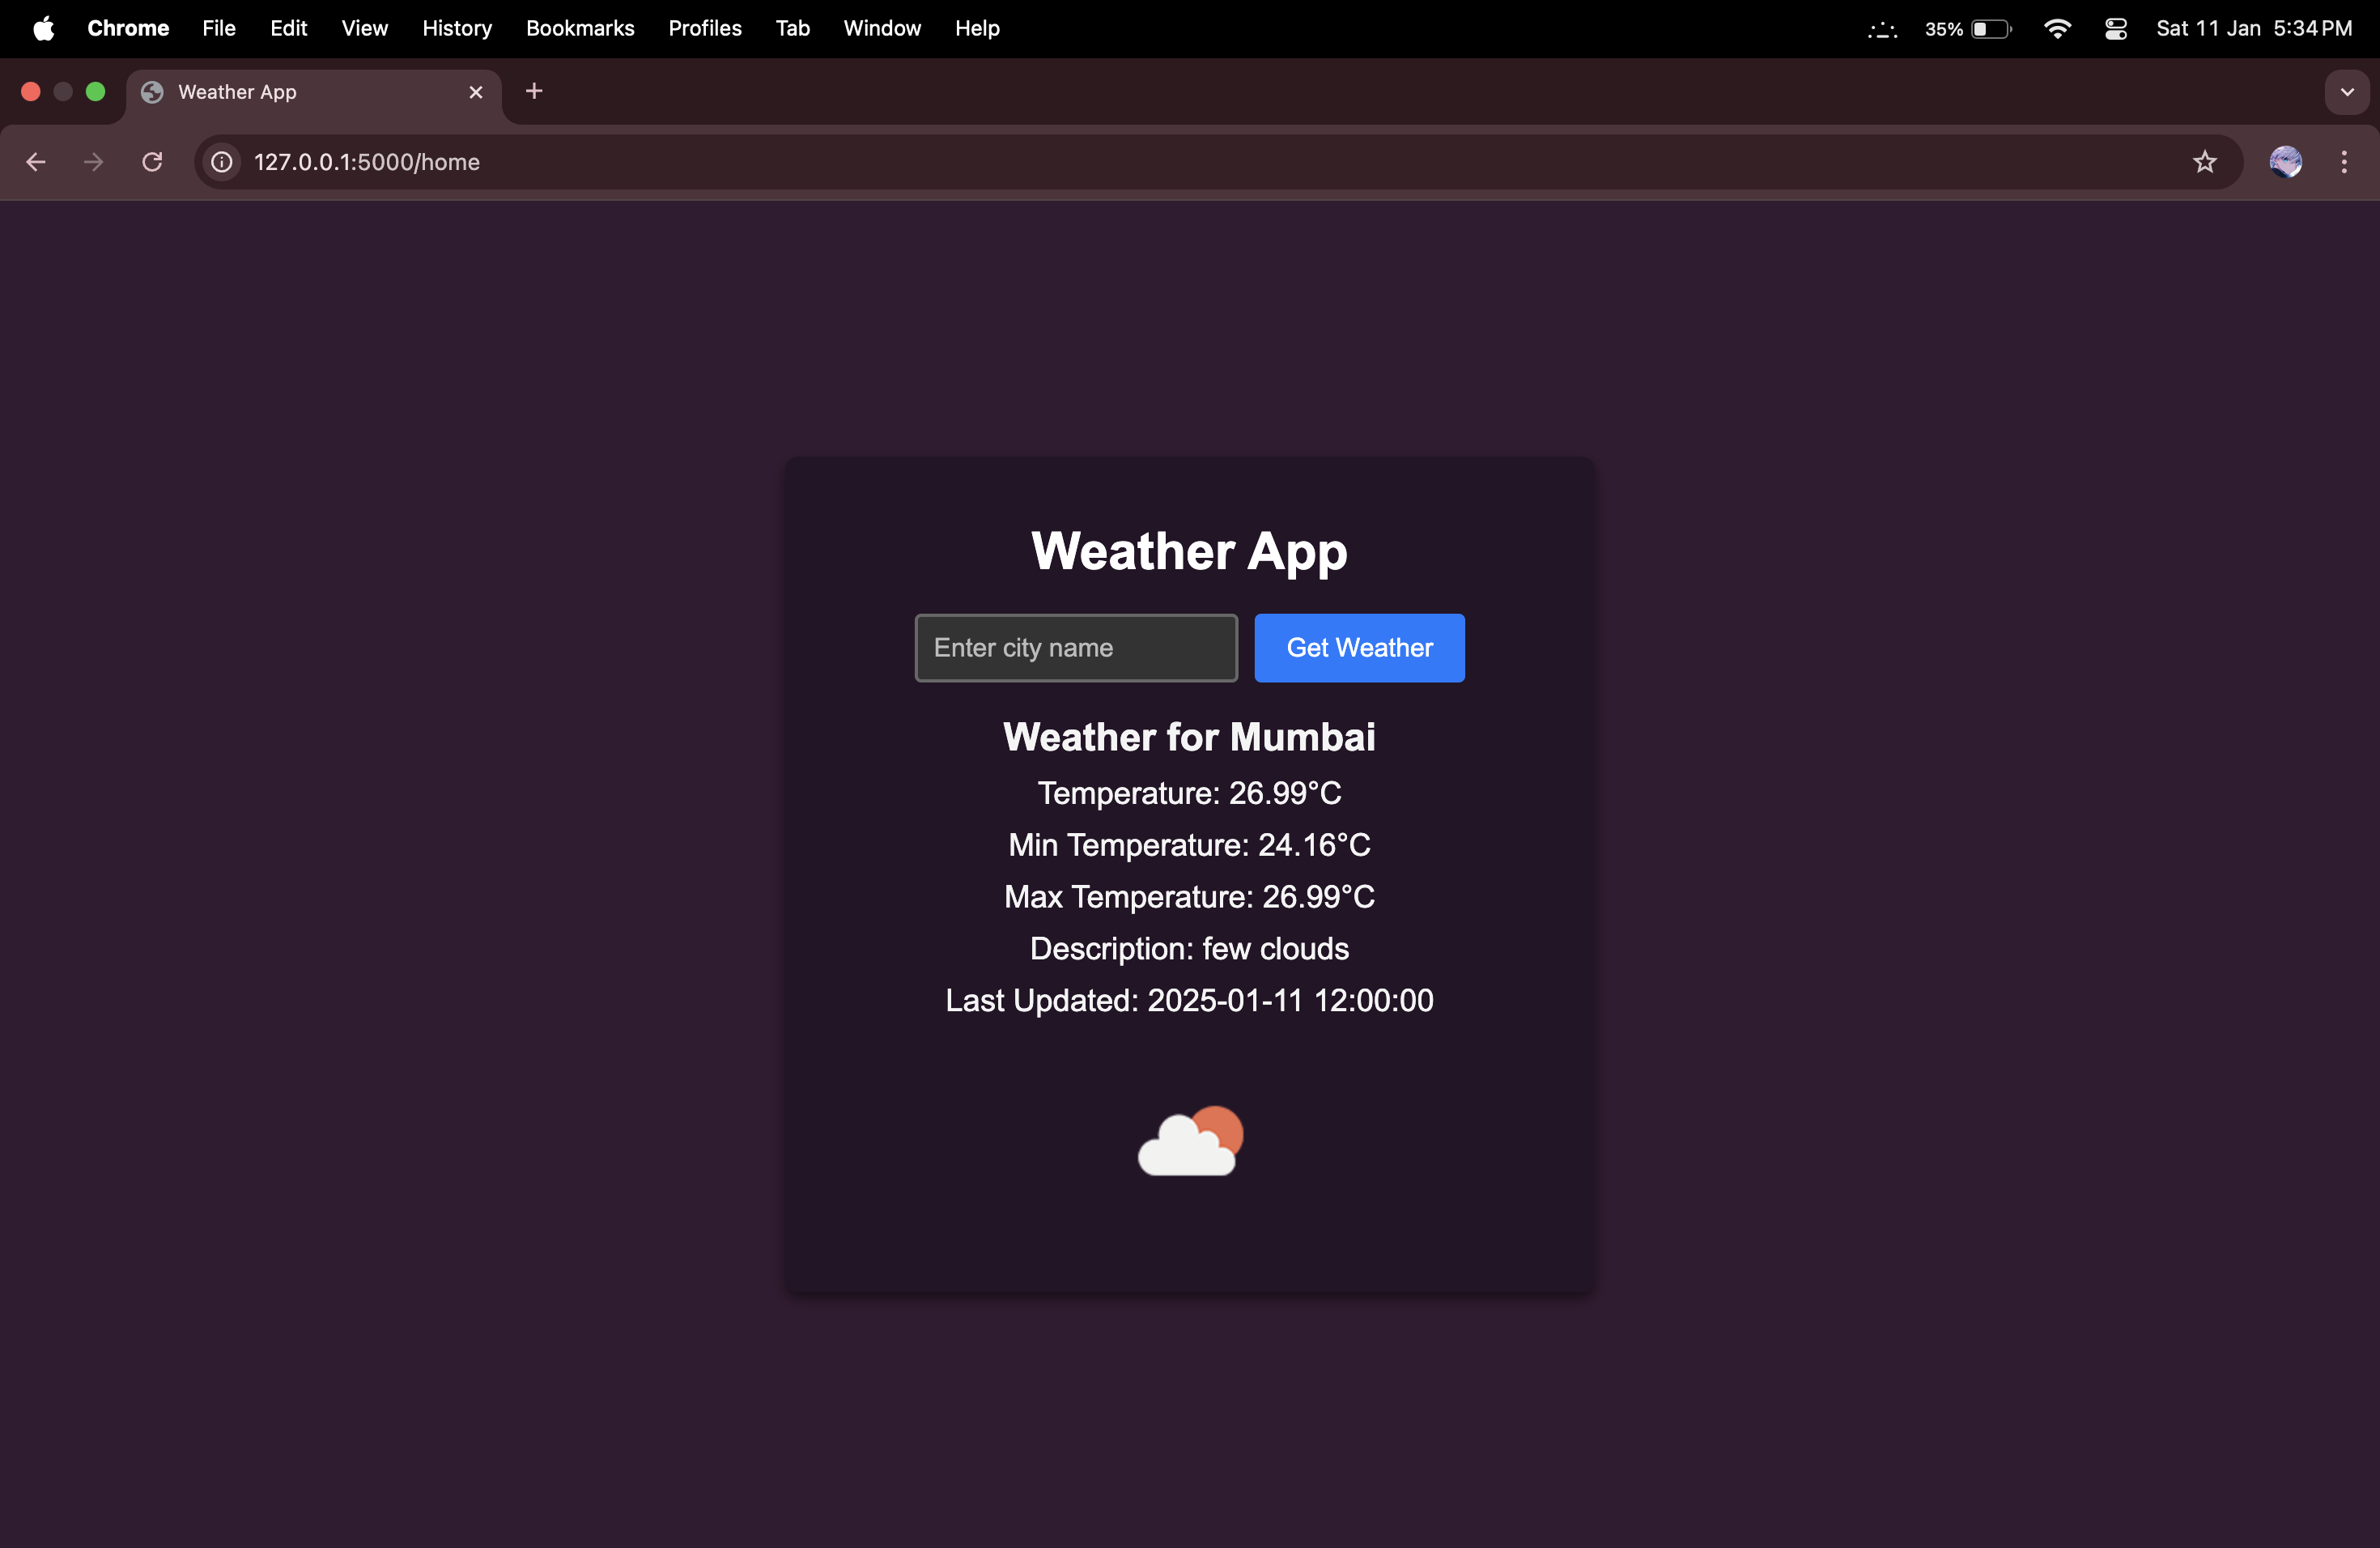 Chrome File Edit View History Bookmarks Profiles Tab Window Help 35% Sat 11 Jan 5:34 PM
Weather App
127.0.0.1:5000/home
Weather App
Enter city name Get Weather
Weather for Mumbai
Temperature: 26.99°C
Min Temperature: 24.16°C
Max Temperature: 26.99°C
Description: few clouds
Last Updated: 2025-01-11 12:00:00